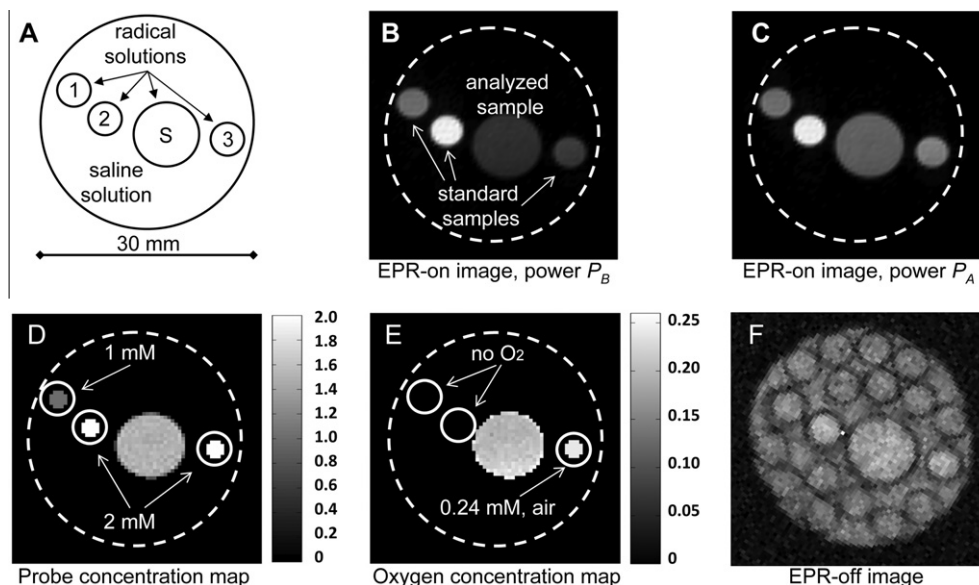 A
radical
solutions
1
2
S
3
saline
solution
30 mm
B
analyzed
sample
standard
samples
EPR-on image, power P_B
C
EPR-on image, power P_A
D
1 mM
2 mM
2.0
1.8
1.6
1.4
1.2
1.0
0.8
0.6
0.4
0.2
0
Probe concentration map
E
no O₂
0.24 mM, air
0.25
0.20
0.15
0.10
0.05
0
Oxygen concentration map
F
EPR-off image